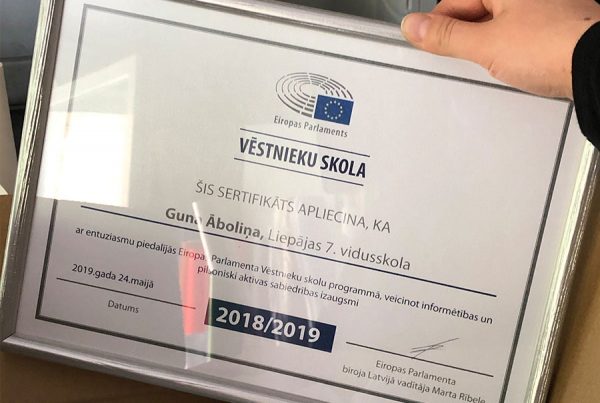 Eiropas Parlaments
VĒSTNIEKU SKOLA
ŠIS SERTIFIKĀTS APLIECINA, KA
Guna Āboliņa, Liepājas 7. vidusskola
ar entuziasmu piedalījās Eiropas Parlamenta Vēstnieku skolu programmā, veicinot informētības un
pilsoniski aktīvas sabiedrības izaugsmi
2019.gada 24.maijā
Datums
2018/2019
Eiropas Parlamenta
biroja Latvijā vadītāja Marta Rībele